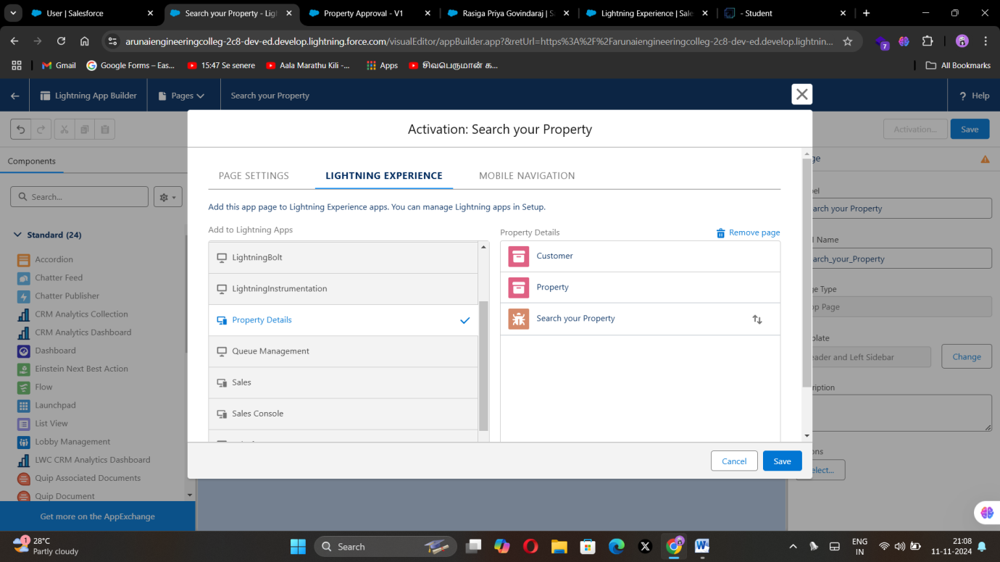 User | Salesforce
Search your Property - Ligh
Property Approval - V1
Rasiga Priya Govindaraj | S
Lightning Experience | Sale
- Student
arunaiengineeringcolleg-2c8-dev-ed.develop.lightning.force.com/visualEditor/appBuilder.app?&retUrl=https%3A%2F%2Farunaiengineeringcolleg-2c8-dev-ed.develop.lightnin...
7
Gmail
Google Forms – Eas...
15:47 Se senere
Aala Marathu Kili -...
Apps
சிவபெருமான் க...
All Bookmarks
Lightning App Builder
Pages
Search your Property
? Help
Activation...
Save
Components
Search...
Standard (24)
Accordion
Chatter Feed
Chatter Publisher
CRM Analytics Collection
CRM Analytics Dashboard
Dashboard
Einstein Next Best Action
Flow
Launchpad
List View
Lobby Management
LWC CRM Analytics Dashboard
Quip Associated Documents
Quip Document
Get more on the AppExchange
Activation: Search your Property
PAGE SETTINGS
LIGHTNING EXPERIENCE
MOBILE NAVIGATION
Add this app page to Lightning Experience apps. You can manage Lightning apps in Setup.
Add to Lightning Apps
LightningBolt
LightningInstrumentation
Property Details
Queue Management
Sales
Sales Console
Property Details
Remove page
Customer
Property
Search your Property
Cancel
Save
ge
el
arch your Property
l Name
arch_your_Property
ge Type
pp Page
plate
eader and Left Sidebar
Change
ription
ons
elect...
1
28°C
Partly cloudy
Search
ENG
IN
21:08
11-11-2024